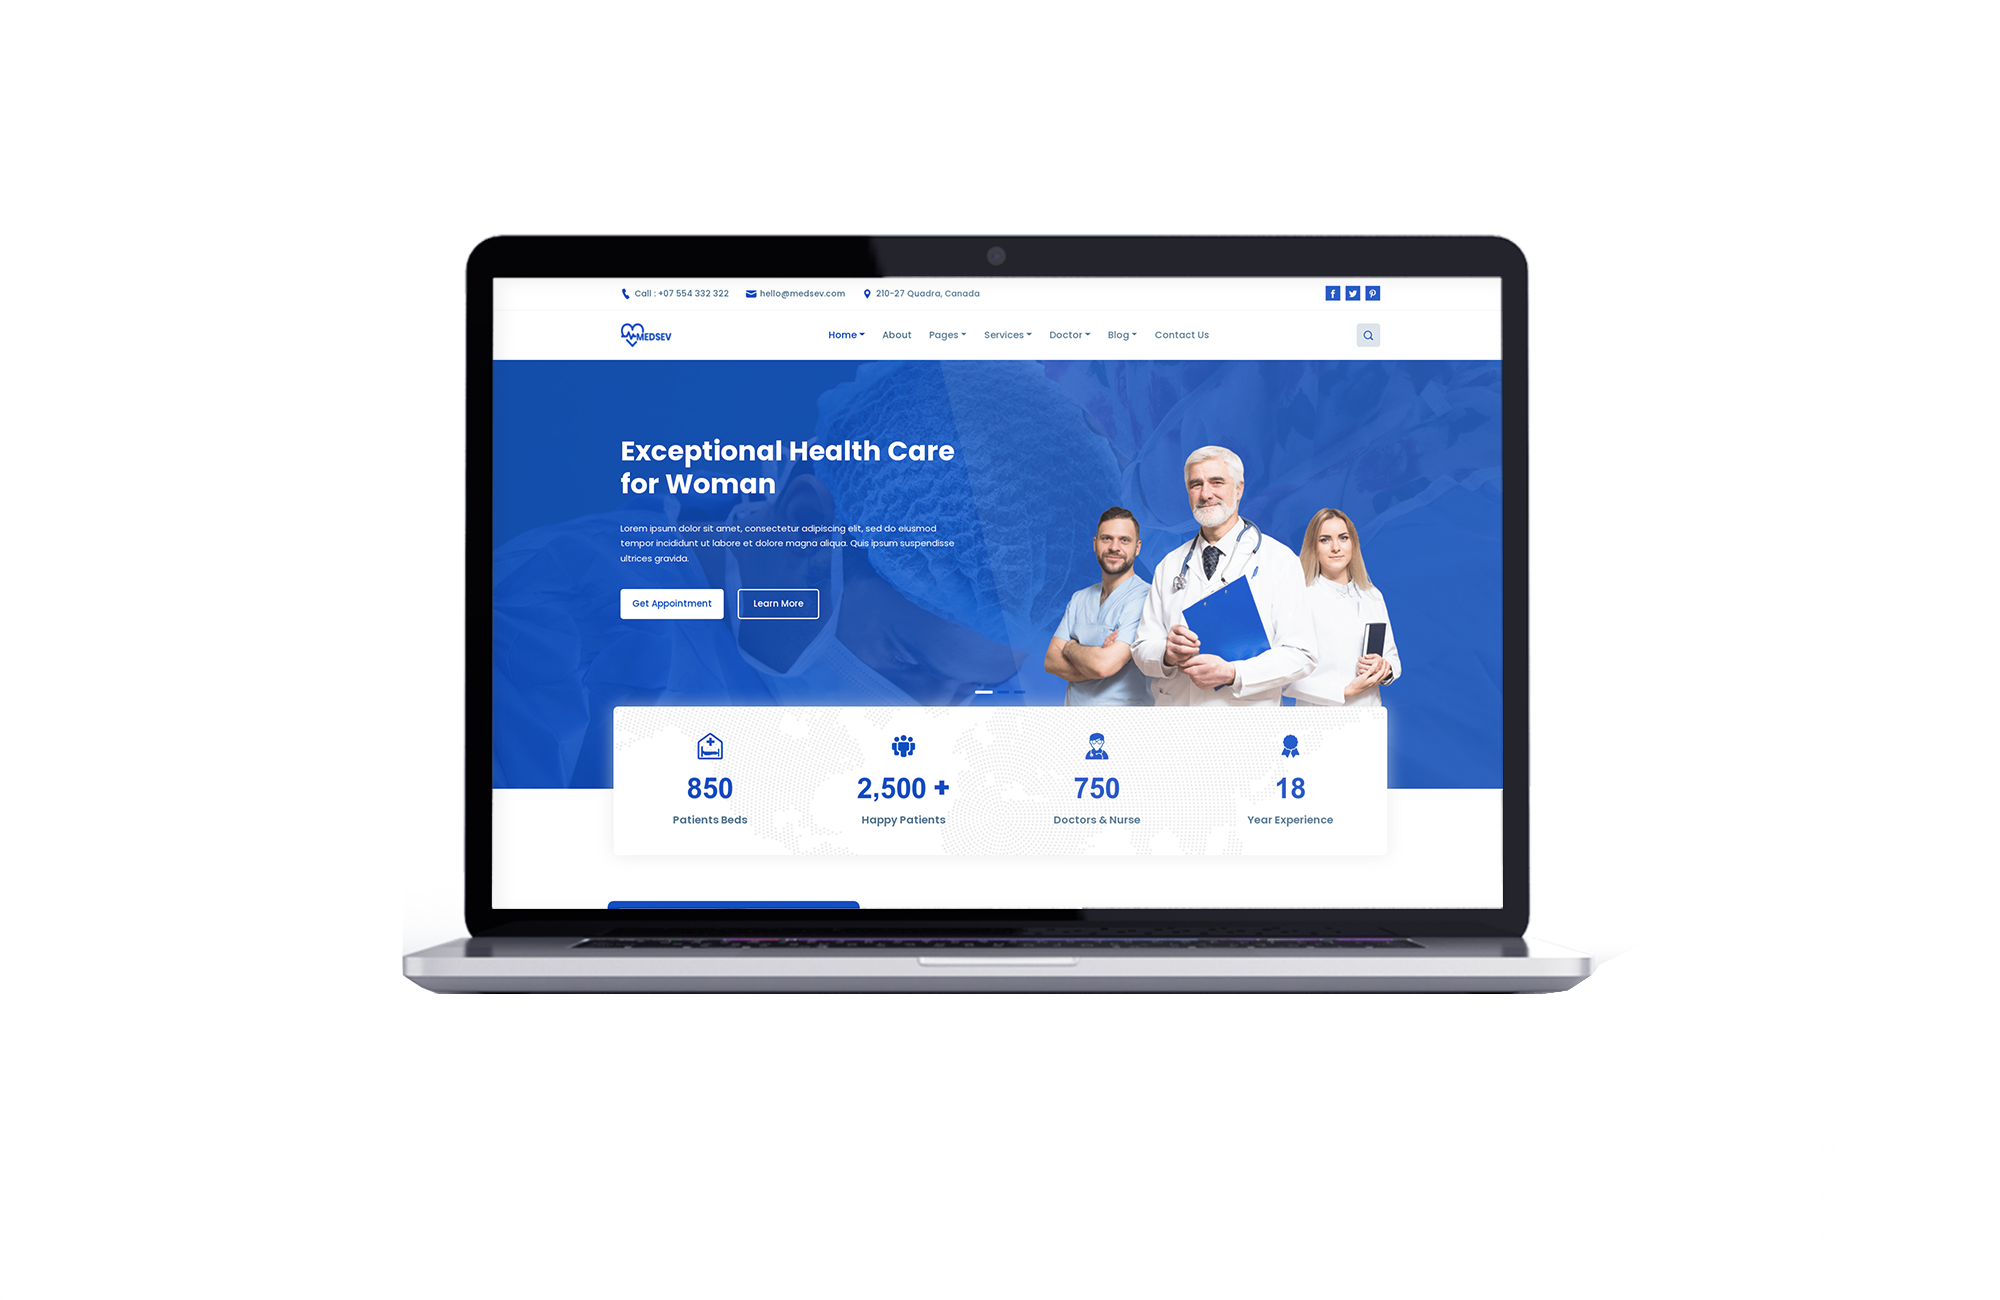 Call : +07 554 332 322
hello@medsev.com
210-27 Quadra, Canada
MEDSEV
Home
About
Pages
Services
Doctor
Blog
Contact Us
Exceptional Health Care
for Woman
Lorem ipsum dolor sit amet, consectetur adipiscing elit, sed do eiusmod
tempor incididunt ut labore et dolore magna aliqua. Quis ipsum suspendisse
ultrices gravida.
Get Appointment
Learn More
850
2,500 +
750
18
Patients Beds
Happy Patients
Doctors & Nurse
Year Experience